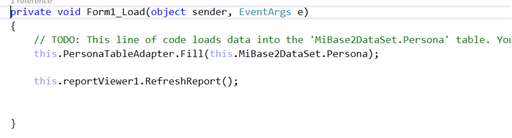 1 reference
private void Form1_Load(object sender, EventArgs e)
{
// TODO: This line of code loads data into the 'MiBase2DataSet.Persona' table. You
this.PersonaTableAdapter.Fill(this.MiBase2DataSet.Persona);
this.reportViewer1.RefreshReport();
}